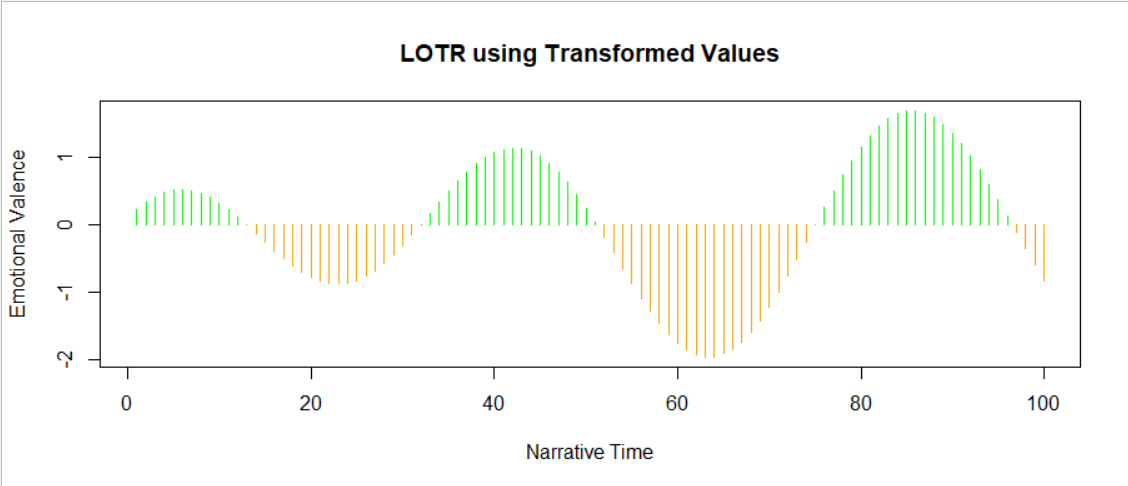 LOTR using Transformed Values
Emotional Valence
1
0
-1
-2
0 20 40 60 80 100
Narrative Time